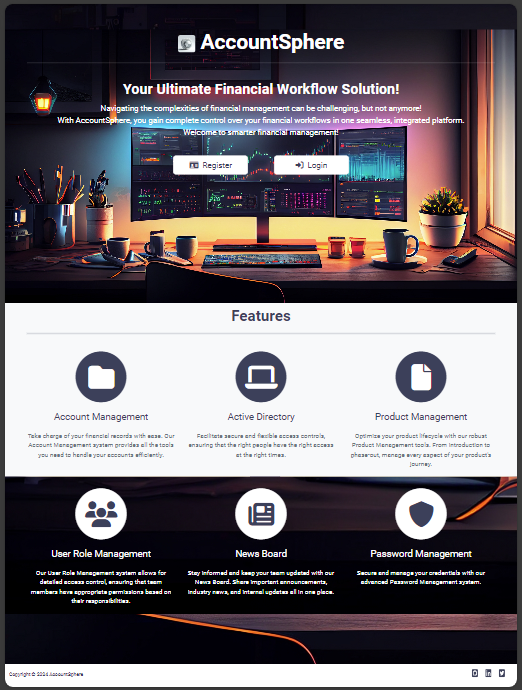 AccountSphere
Your Ultimate Financial Workflow Solution!
Navigating the complexities of financial management can be challenging, but not anymore!
With AccountSphere, you gain complete control over your financial workflows in one seamless, integrated platform.
Welcome to smarter financial management!
Register
Login
Features
Account Management
Take charge of your financial records with ease. Our
Account Management system provides all the tools
you need to handle your accounts efficiently.
Active Directory
Facilitate secure and flexible access controls,
ensuring that the right people have the right access
at the right times.
Product Management
Optimize your product lifecycle with our robust
Product Management tools. From introduction to
phaseout, manage every aspect of your product's
journey.
User Role Management
Our User Role Management system allows for
detailed access control, ensuring that team
members have appropriate permissions based on
their responsibilities.
News Board
Stay informed and keep your team updated with our
News Board. Share important announcements,
industry news, and internal updates all in one place.
Password Management
Secure and manage your credentials with our
advanced Password Management system.
Copyright © 2024 AccountSphere